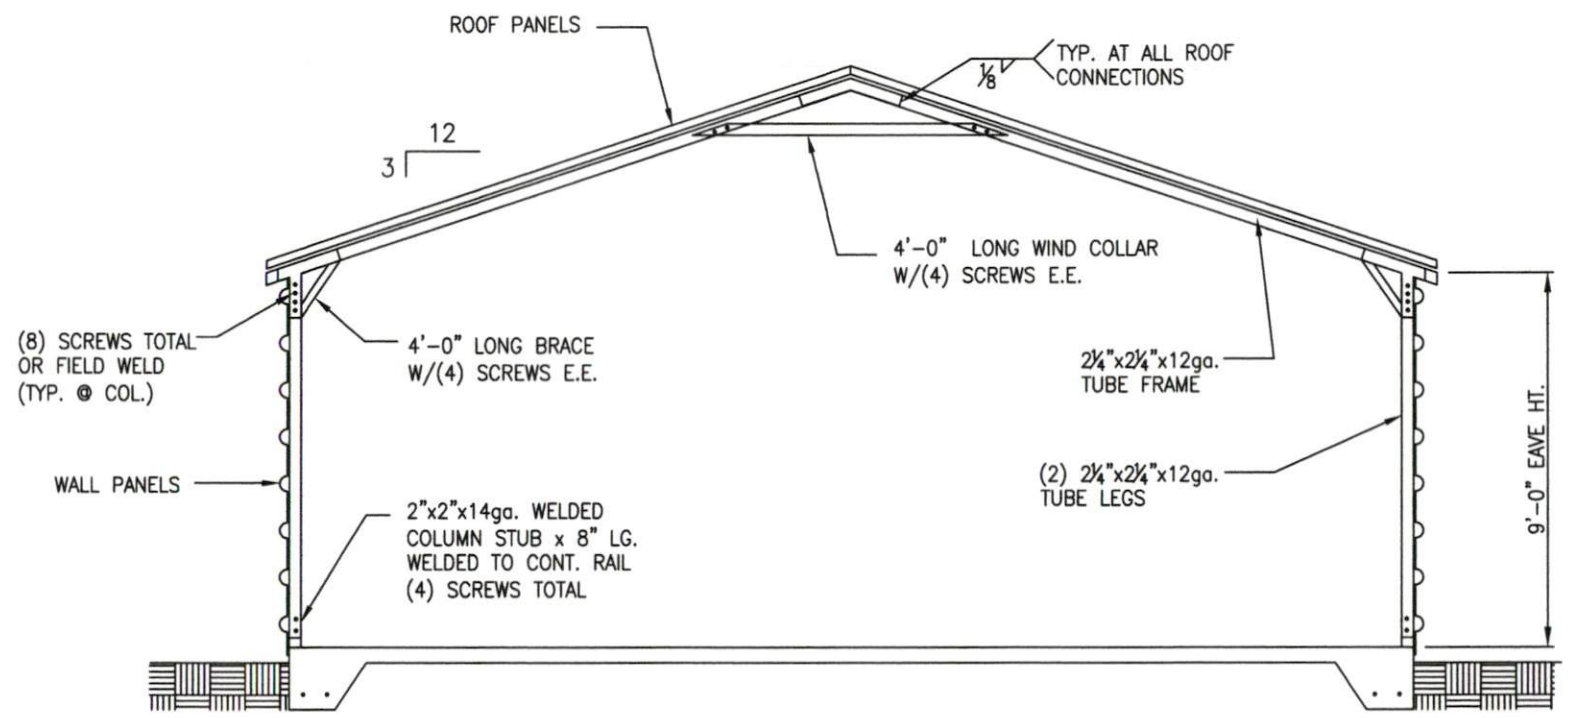 ROOF PANELS
TYP. AT ALL ROOF
CONNECTIONS
1/8
12
3
4'-0" LONG WIND COLLAR
W/(4) SCREWS E.E.
(8) SCREWS TOTAL
OR FIELD WELD
(TYP. @ COL.)
4'-0" LONG BRACE
W/(4) SCREWS E.E.
2¼"x2¼"x12ga.
TUBE FRAME
9'-0" EAVE HT.
WALL PANELS
(2) 2¼"x2¼"x12ga.
TUBE LEGS
2"x2"x14ga. WELDED
COLUMN STUB x 8" LG.
WELDED TO CONT. RAIL
(4) SCREWS TOTAL